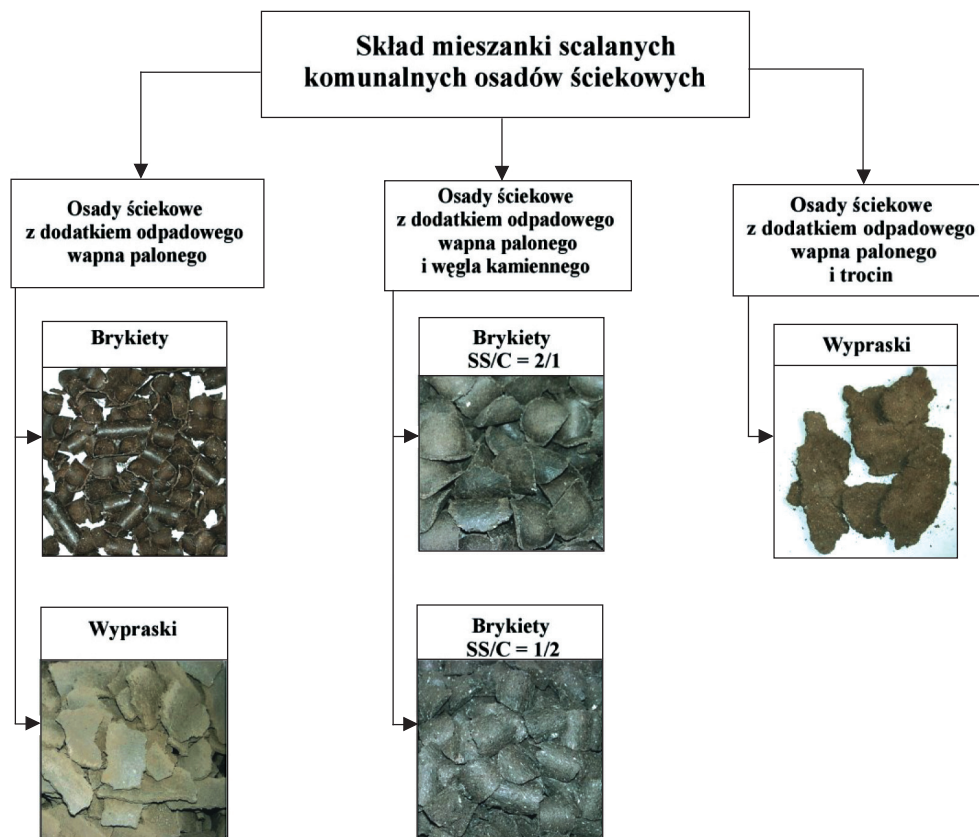 Skład mieszanki scalanych
komunalnych osadów ściekowych
Osady ściekowe
z dodatkiem odpadowego
wapna palonego
Osady ściekowe
z dodatkiem odpadowego
wapna palonego
i węgla kamiennego
Osady ściekowe
z dodatkiem odpadowego
wapna palonego
i trocin
Brykiety
Brykiety
SS/C = 2/1
Wypraski
Wypraski
Brykiety
SS/C = 1/2